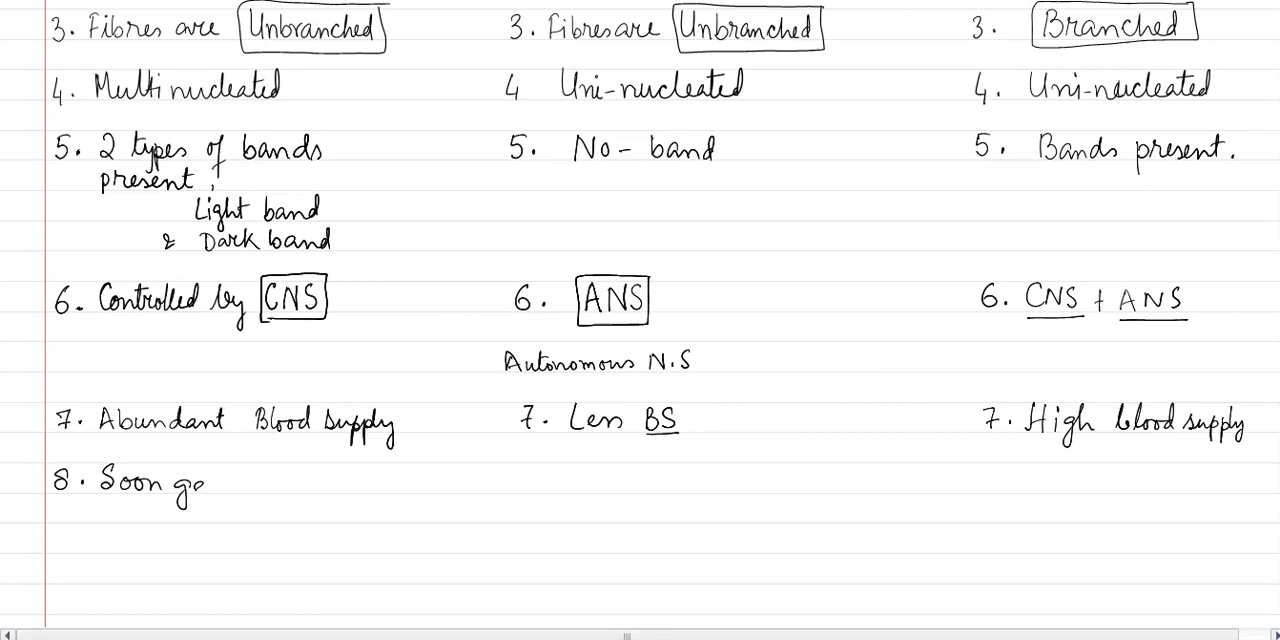 3. Fibres are Unbranched 3. Fibres are Unbranched 3. Branched
4. Multinucleated 4 Uni-nucleated 4. Uni-nucleated
5. 2 types of bands 5. No - band 5. Bands present.
present,
Light band
& Dark band
6. Controlled by CNS 6. ANS 6. CNS + ANS
Autonomous N.S
7. Abundant Blood supply 7. Less BS 7. High blood supply
8. Soon go